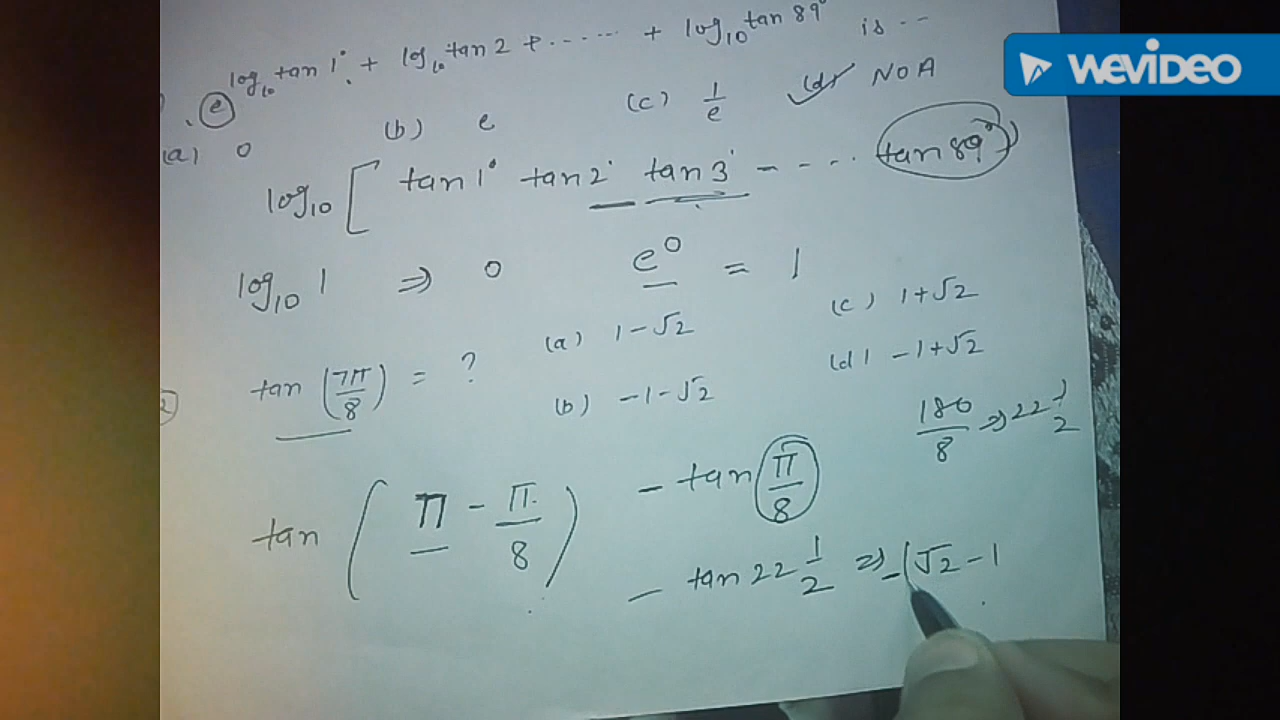 e log₁₀ tan 1° + log₁₀ tan 2 + ...... + log₁₀ tan 89° is --
(a) 0 (b) e (c) 1/e (d) NOA
WEVIDEO
log₁₀ [ tan 1° tan 2° tan 3° - - - . tan 89° )
log₁₀ 1 ⇒ 0 e⁰ = 1
tan (7π/8) = ? (a) 1-√2 (c) 1+√2
(b) -1-√2 (d) -1+√2
180/8 ⇒ 22 1/2
tan ( π - π/8 ) - tan π/8
- tan 22 1/2 ⇒ -(√2 - 1